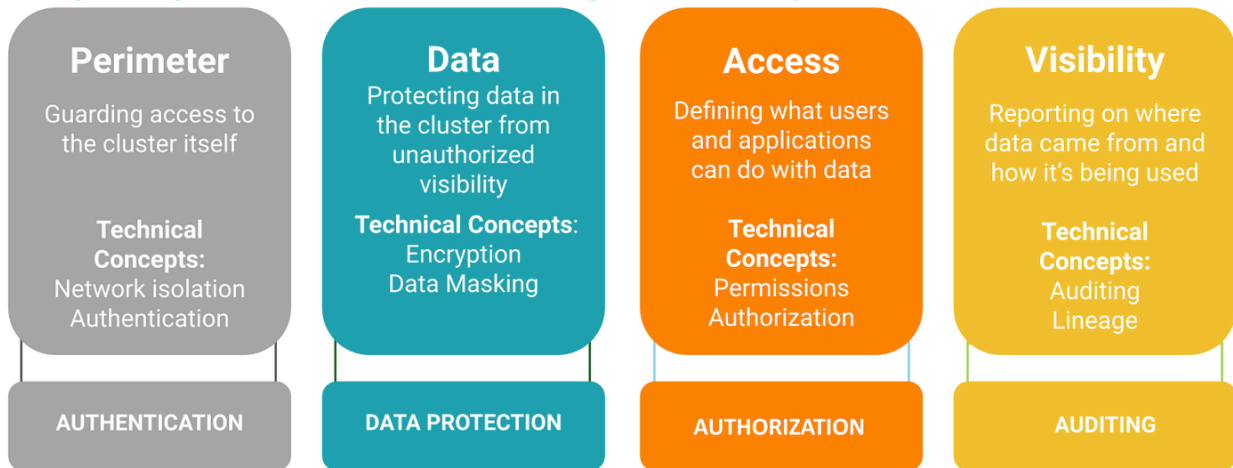 Perimeter
Guarding access to
the cluster itself
Technical
Concepts:
Network isolation
Authentication
AUTHENTICATION
Data
Protecting data in
the cluster from
unauthorized
visibility
Technical Concepts:
Encryption
Data Masking
DATA PROTECTION
Access
Defining what users
and applications
can do with data
Technical
Concepts:
Permissions
Authorization
AUTHORIZATION
Visibility
Reporting on where
data came from and
how it's being used
Technical
Concepts:
Auditing
Lineage
AUDITING